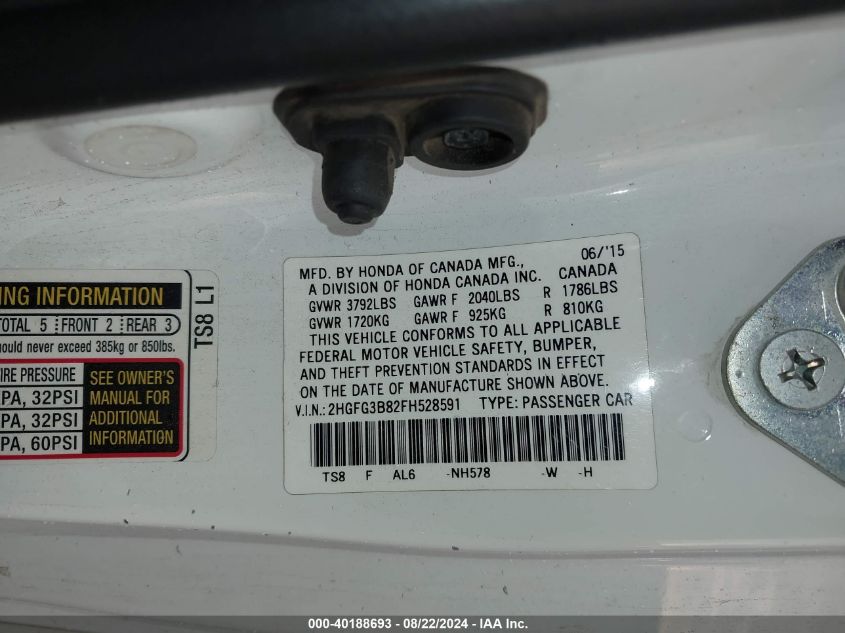 MFD. BY HONDA OF CANADA MFG., 06/'15
A DIVISION OF HONDA CANADA INC. CANADA
GVWR 3792LBS GAWR F 2040LBS R 1786LBS
GVWR 1720KG GAWR F 925KG R 810KG
THIS VEHICLE CONFORMS TO ALL APPLICABLE
FEDERAL MOTOR VEHICLE SAFETY, BUMPER,
AND THEFT PREVENTION STANDARDS IN EFFECT
ON THE DATE OF MANUFACTURE SHOWN ABOVE.
V.I.N.: 2HGFG3B82FH528591 TYPE: PASSENGER CAR
TS8 F AL6 -NH578 -W -H
NG INFORMATION
TOTAL 5 FRONT 2 REAR 3
should never exceed 385kg or 850lbs.
IRE PRESSURE
PA, 32PSI
PA, 32PSI
PA, 60PSI
SEE OWNER'S
MANUAL FOR
ADDITIONAL
INFORMATION
TS8 L1
000-40188693 - 08/22/2024 - IAA Inc.